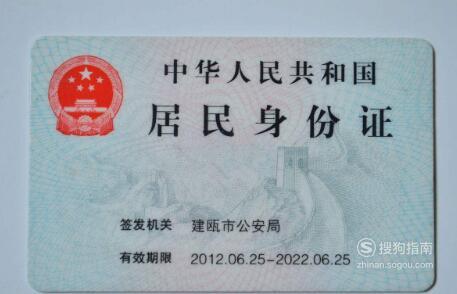 中华人民共和国
居民身份证
签发机关 建瓯市公安局
有效期限 2012.06.25-2022.06.25
搜狗指南
zhinan.sogou.com